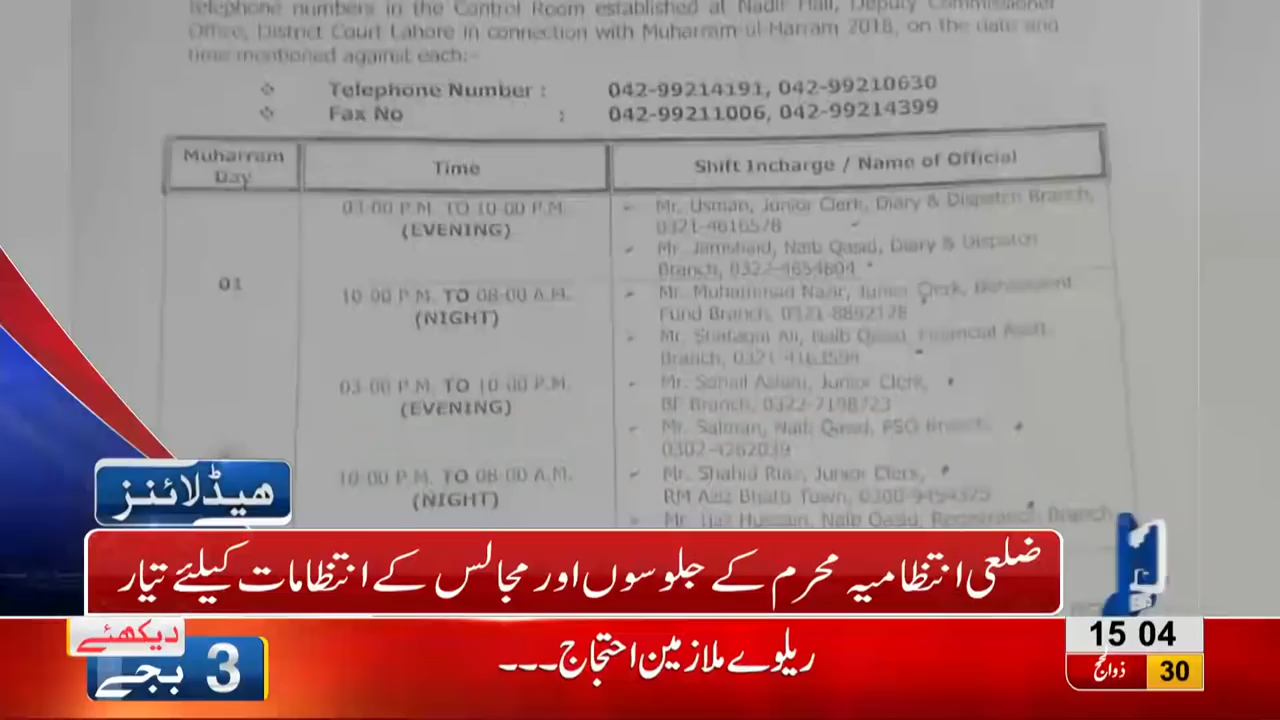 telephone numbers in the Control Room established at Nadir Hall, Deputy Commissioner
Office, District Court Lahore in connection with Muharram-ul-Harram 2018, on the date and
time mentioned against each:-
Telephone Number : 042-99214191, 042-99210630
Fax No : 042-99211006, 042-99214399
Muharram Day
Time
Shift Incharge / Name of Official
01
03-00 P.M. TO 10-00 P.M.
(EVENING)
Mr. Usman, Junior Clerk, Diary & Dispatch Branch,
0321-4616578
Mr. Jamshaid, Naib Qasid, Diary & Dispatch
Branch, 0322-4654604
10-00 P.M. TO 08-00 A.M.
(NIGHT)
Mr. Muhammad Nazir, Junior Clerk,
Fund Branch, 0321-8892178
Ali, Naib Qasid, Financial
Branch,
03-00 P.M. TO 10-00 P.M.
(EVENING)
Mr. Sohail Aslam, Junior Clerk,
BF Branch, 0322-7198723
Mr. Salman, Naib Qasid, PSO Branch,
0302-4262039
10-00 P.M. TO 08-00 A.M.
(NIGHT)
Mr. Shahid Riaz, Junior Clerk,
RM Aziz Bhatti Town,
Mr. Ijaz Hussain, Naib Qasid, Branch
ہیڈلائنز
ضلعی انتظامیہ محرم کے جلوسوں اور مجالس کے انتظامات کیلئے تیار
دیکھئے
3 بجے
ریلوے ملازمین احتجاج ۔۔۔
15 04
30 ذوالحج